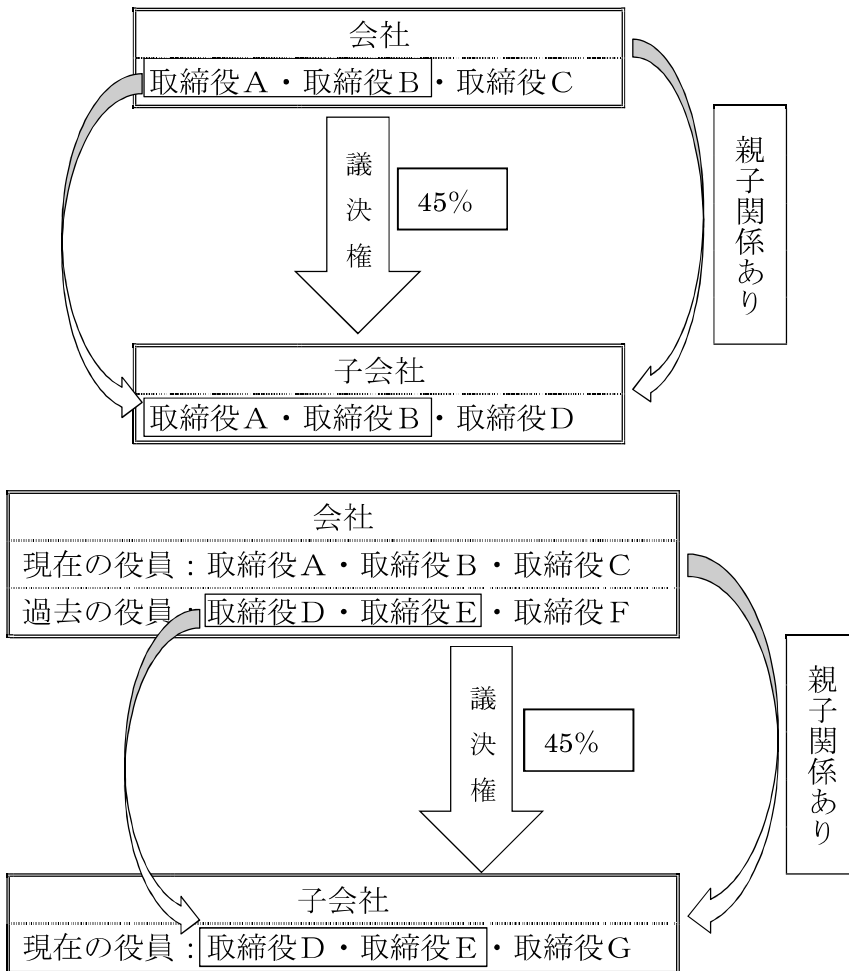 会社
取締役A・取締役B・取締役C
議決権
45%
親子関係あり
子会社
取締役A・取締役B・取締役D
会社
現在の役員：取締役A・取締役B・取締役C
過去の役員：取締役D・取締役E・取締役F
議決権
45%
親子関係あり
子会社
現在の役員：取締役D・取締役E・取締役G